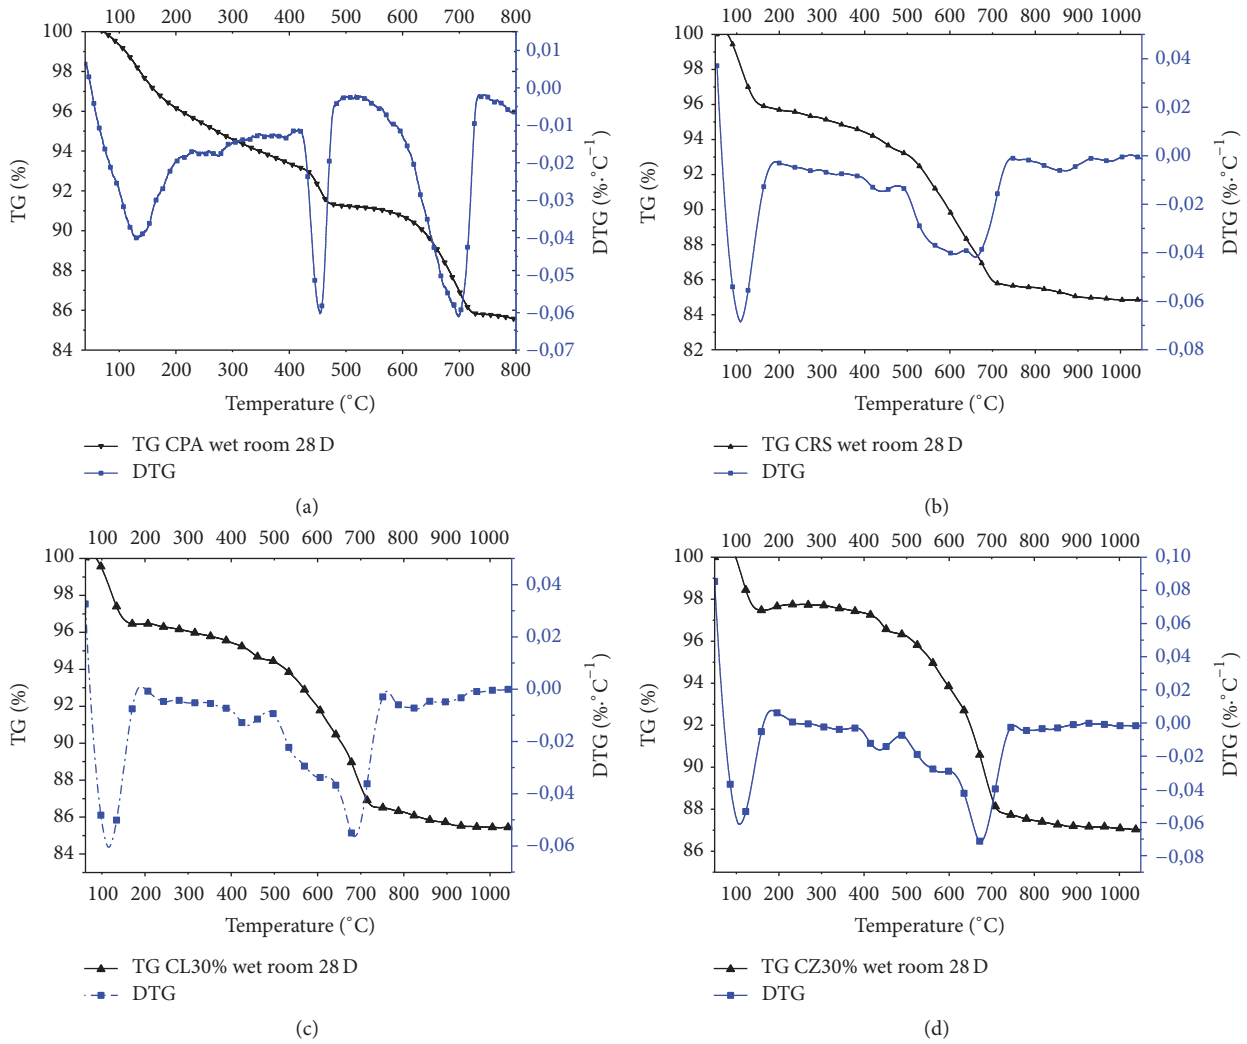 100 200 300 400 500 600 700 800
100
98
96
94
92
90
88
86
84
TG (%)
0,01
0,00
−0,01
−0,02
−0,03
−0,04
−0,05
−0,06
−0,07
DTG (%·°C−1)
100 200 300 400 500 600 700 800
Temperature (°C)
TG CPA wet room 28 D
DTG
(a)
100 200 300 400 500 600 700 800 900 1000
100
98
96
94
92
90
88
86
84
82
TG (%)
0,04
0,02
0,00
−0,02
−0,04
−0,06
−0,08
DTG (%·°C−1)
100 200 300 400 500 600 700 800 900 1000
Temperature (°C)
TG CRS wet room 28 D
DTG
(b)
100 200 300 400 500 600 700 800 900 1000
100
98
96
94
92
90
88
86
84
TG (%)
0,04
0,02
0,00
−0,02
−0,04
−0,06
DTG (%·°C−1)
100 200 300 400 500 600 700 800 900 1000
Temperature (°C)
TG CL30% wet room 28 D
DTG
(c)
100 200 300 400 500 600 700 800 900 1000
100
98
96
94
92
90
88
86
TG (%)
0,10
0,08
0,06
0,04
0,02
0,00
−0,02
−0,04
−0,06
−0,08
DTG (%·°C−1)
100 200 300 400 500 600 700 800 900 1000
Temperature (°C)
TG CZ30% wet room 28 D
DTG
(d)